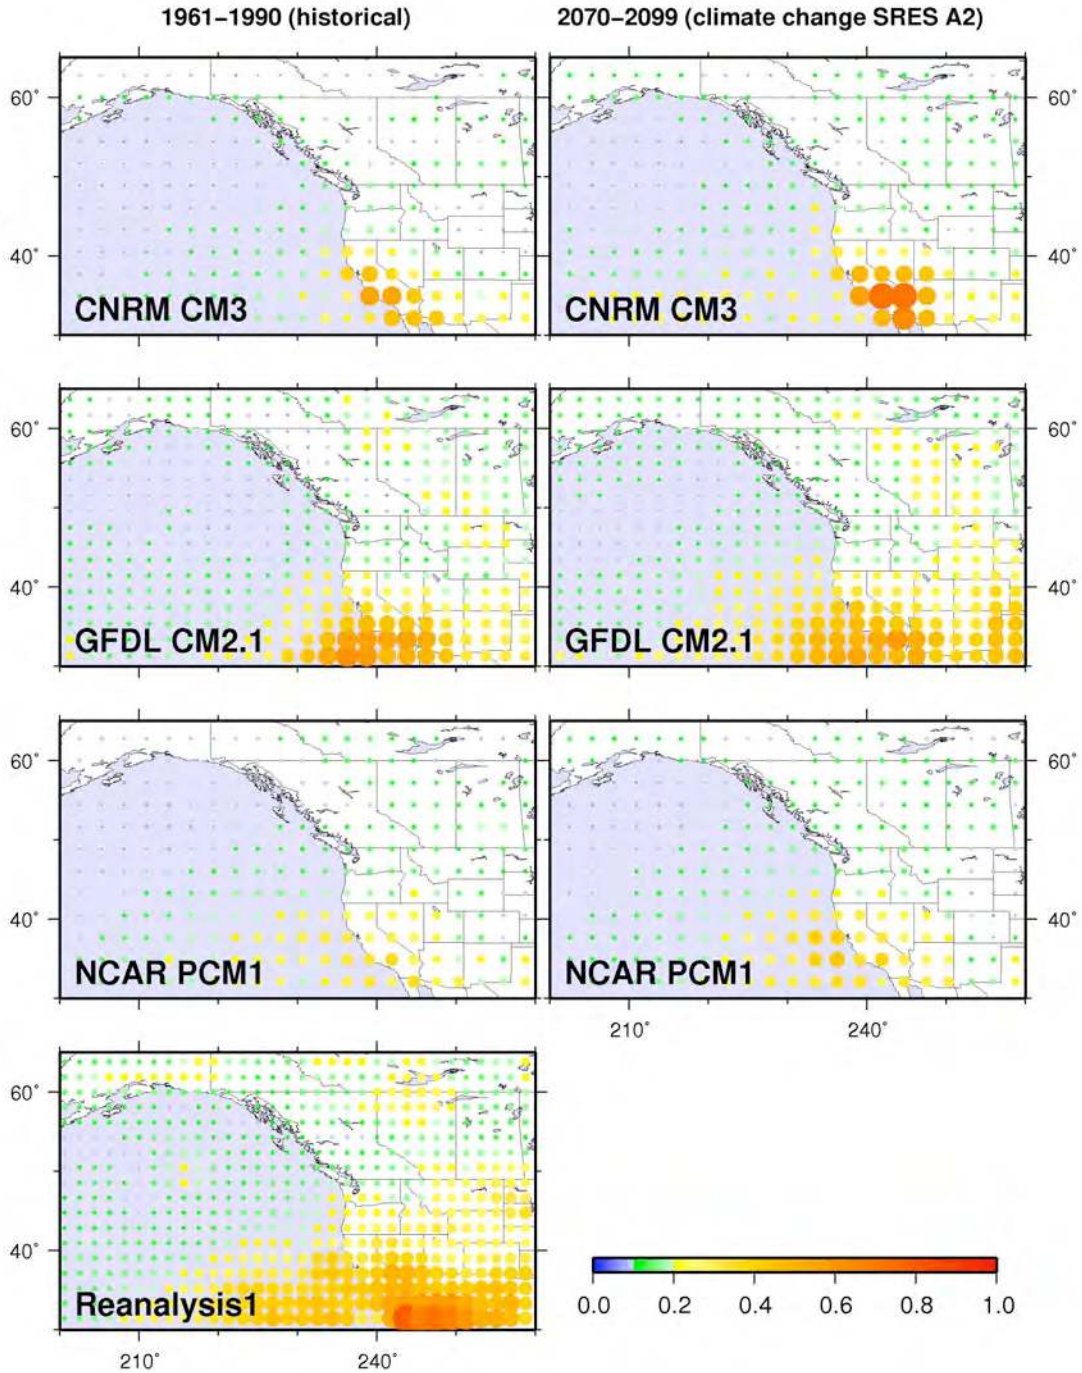 1961–1990 (historical) 2070–2099 (climate change SRES A2)
60° 60°
40° 40°
CNRM CM3 CNRM CM3
60° 60°
40° 40°
GFDL CM2.1 GFDL CM2.1
60° 60°
40° 40°
NCAR PCM1 NCAR PCM1
210° 240°
60°
40°
Reanalysis1
0.0 0.2 0.4 0.6 0.8 1.0
210° 240°